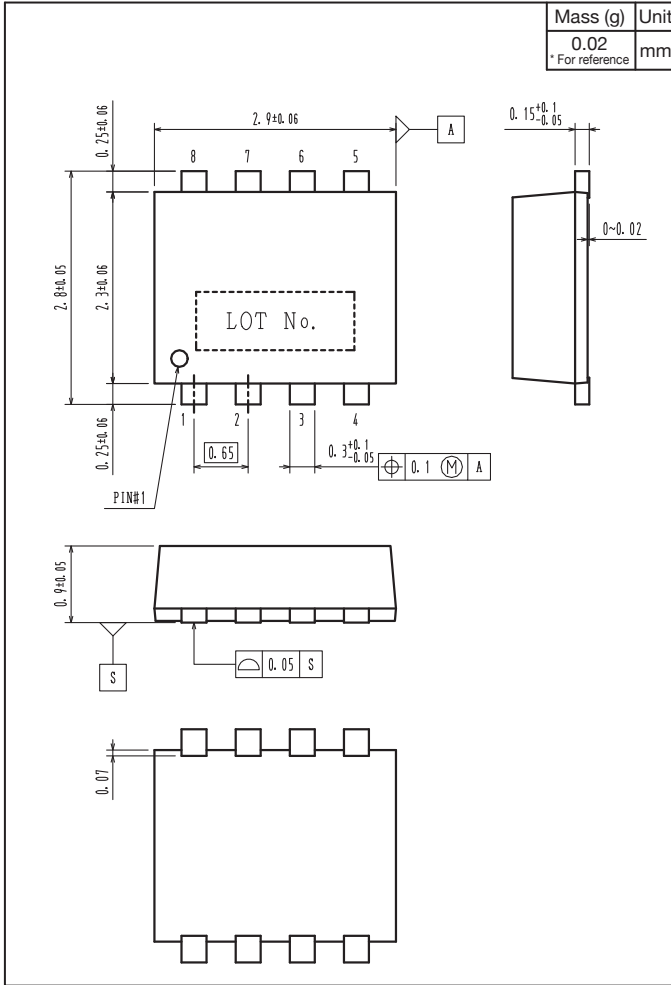 Mass (g) Unit
0.02 mm
* For reference
2.9±0.06
A
0.15+0.1 -0.05
0.25±0.06
8 7 6 5
0~0.02
2.8±0.05
2.3±0.06
LOT No.
1 2 3 4
0.25±0.06
0.65
0.3+0.1 -0.05
0.1 Ⓜ A
PIN#1
0.9±0.05
S
0.05 S
0.07